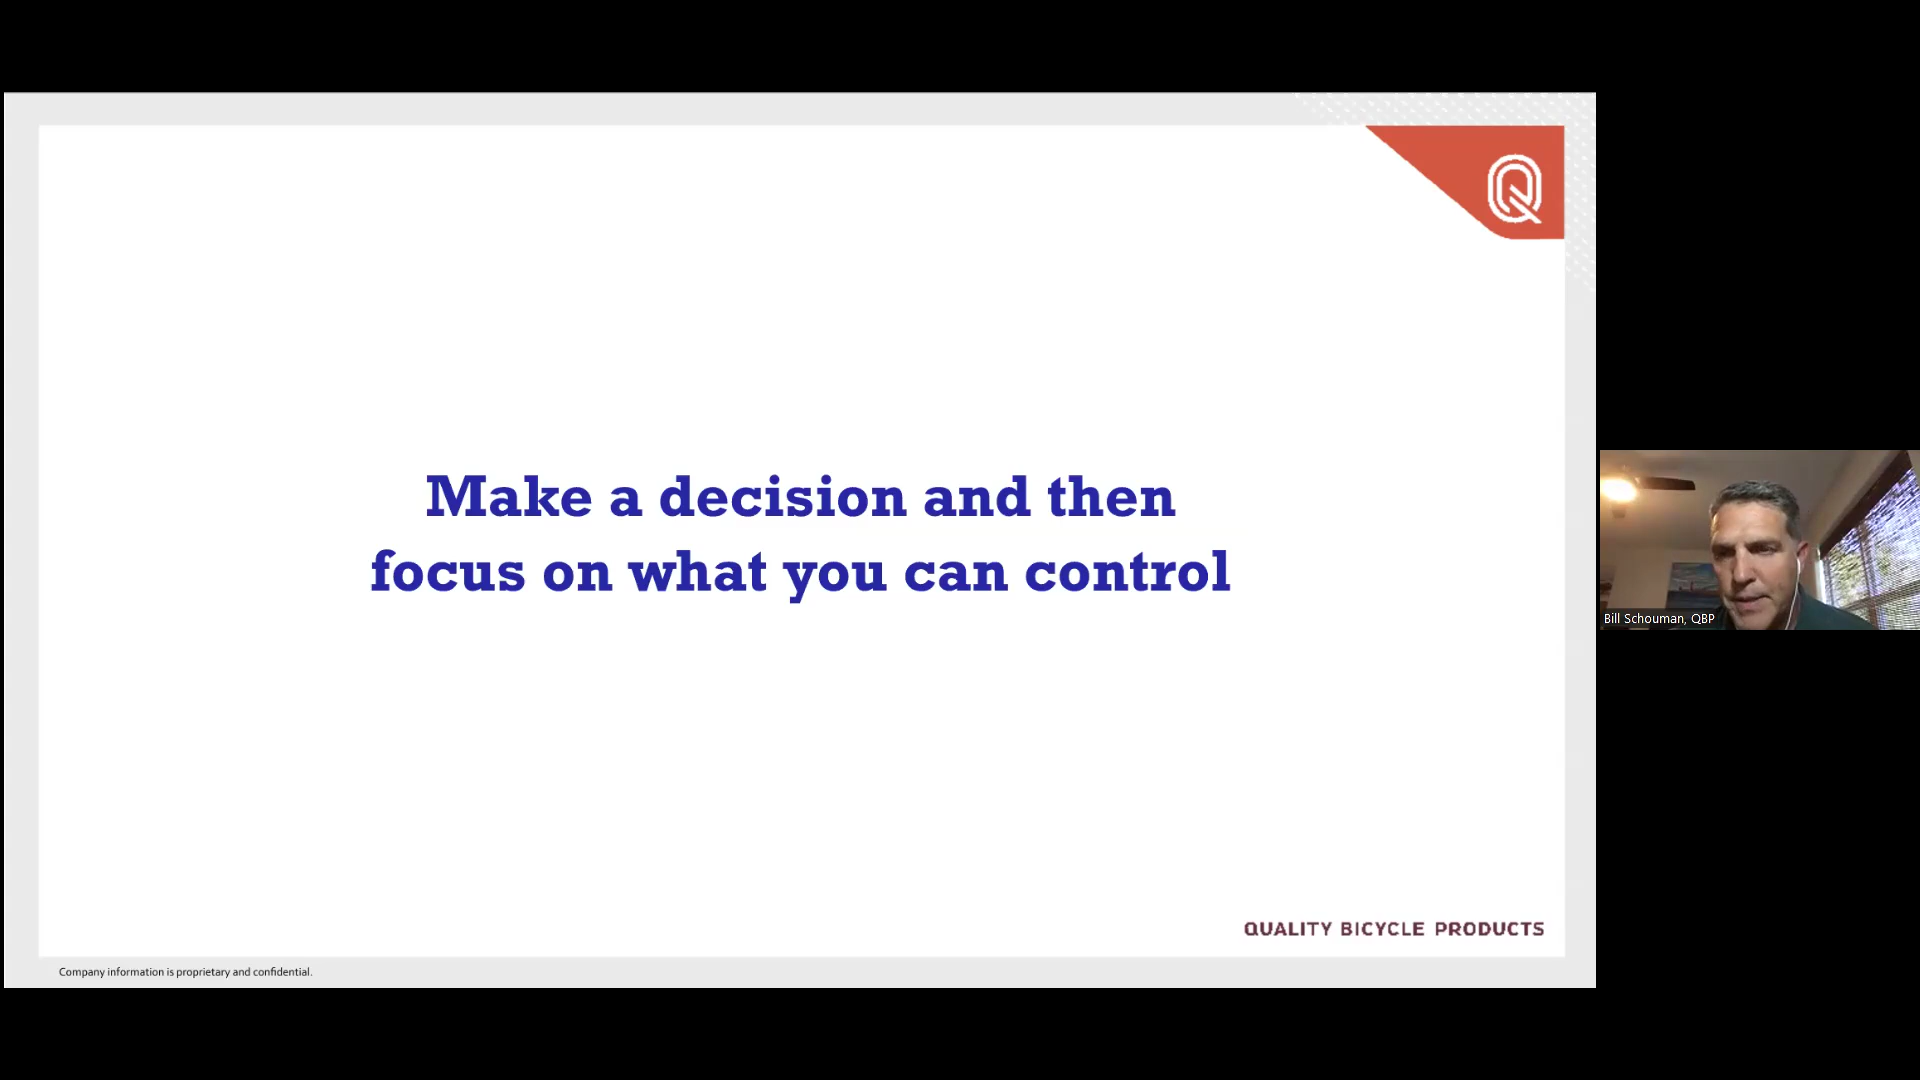 Q
Make a decision and then
focus on what you can control
QUALITY BICYCLE PRODUCTS
Company information is proprietary and confidential.
Bill Schouman, QBP